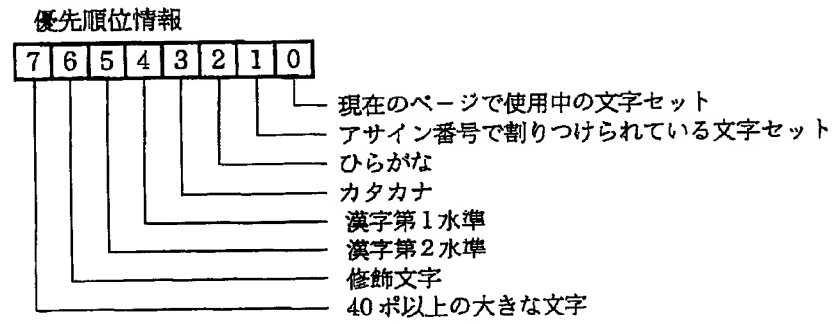 優先順位情報
7 6 5 4 3 2 1 0
現在のページで使用中の文字セット
アサイン番号で割りつけられている文字セット
ひらがな
カタカナ
漢字第1水準
漢字第2水準
修飾文字
40ポ以上の大きな文字